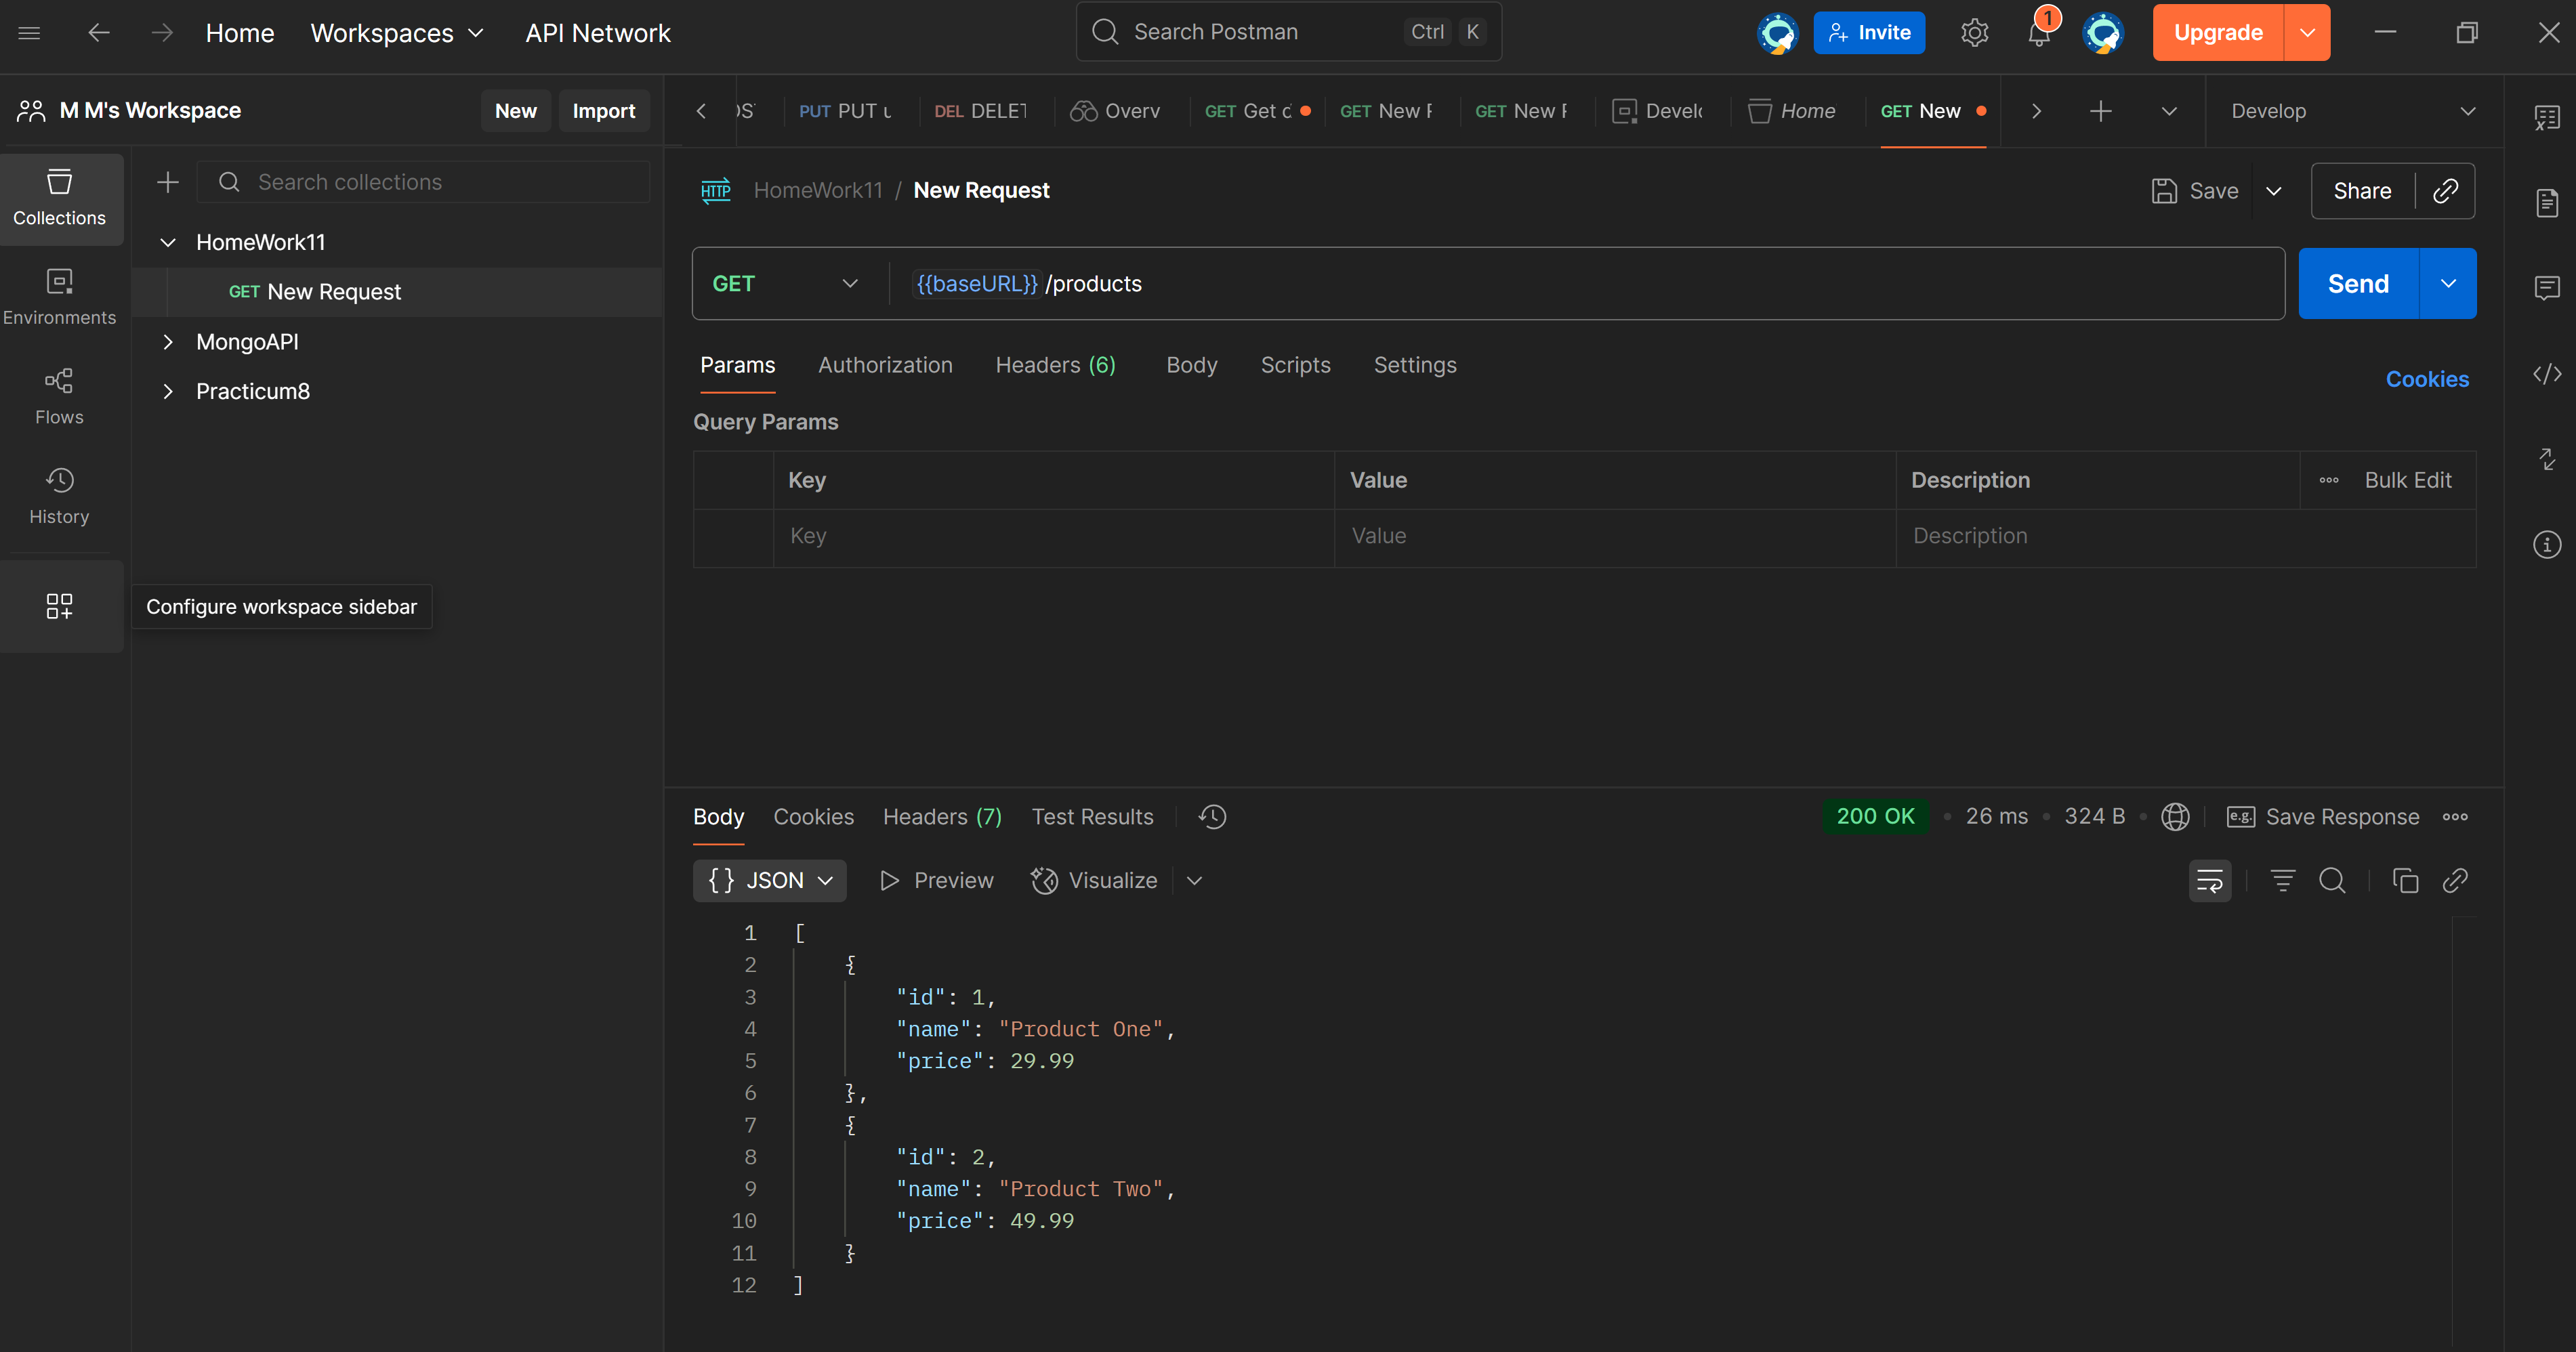 Home Workspaces API Network Search Postman Ctrl K Invite 1 Upgrade
M M's Workspace New Import
PUT PUT u DEL DELET Overv GET Get c GET New F GET New F Develo Home GET New Develop
Collections
Search collections
HomeWork11
GET New Request
MongoAPI
Practicum8
Environments
Flows
History
Configure workspace sidebar
HTTP HomeWork11 / New Request Save Share
GET {{baseURL}} /products Send
Params Authorization Headers (6) Body Scripts Settings Cookies
Query Params
Key Value Description Bulk Edit
Key Value Description
Body Cookies Headers (7) Test Results 200 OK 26 ms 324 B e.g. Save Response
{} JSON Preview Visualize
1 [
2 {
3 "id": 1,
4 "name": "Product One",
5 "price": 29.99
6 },
7 {
8 "id": 2,
9 "name": "Product Two",
10 "price": 49.99
11 }
12 ]